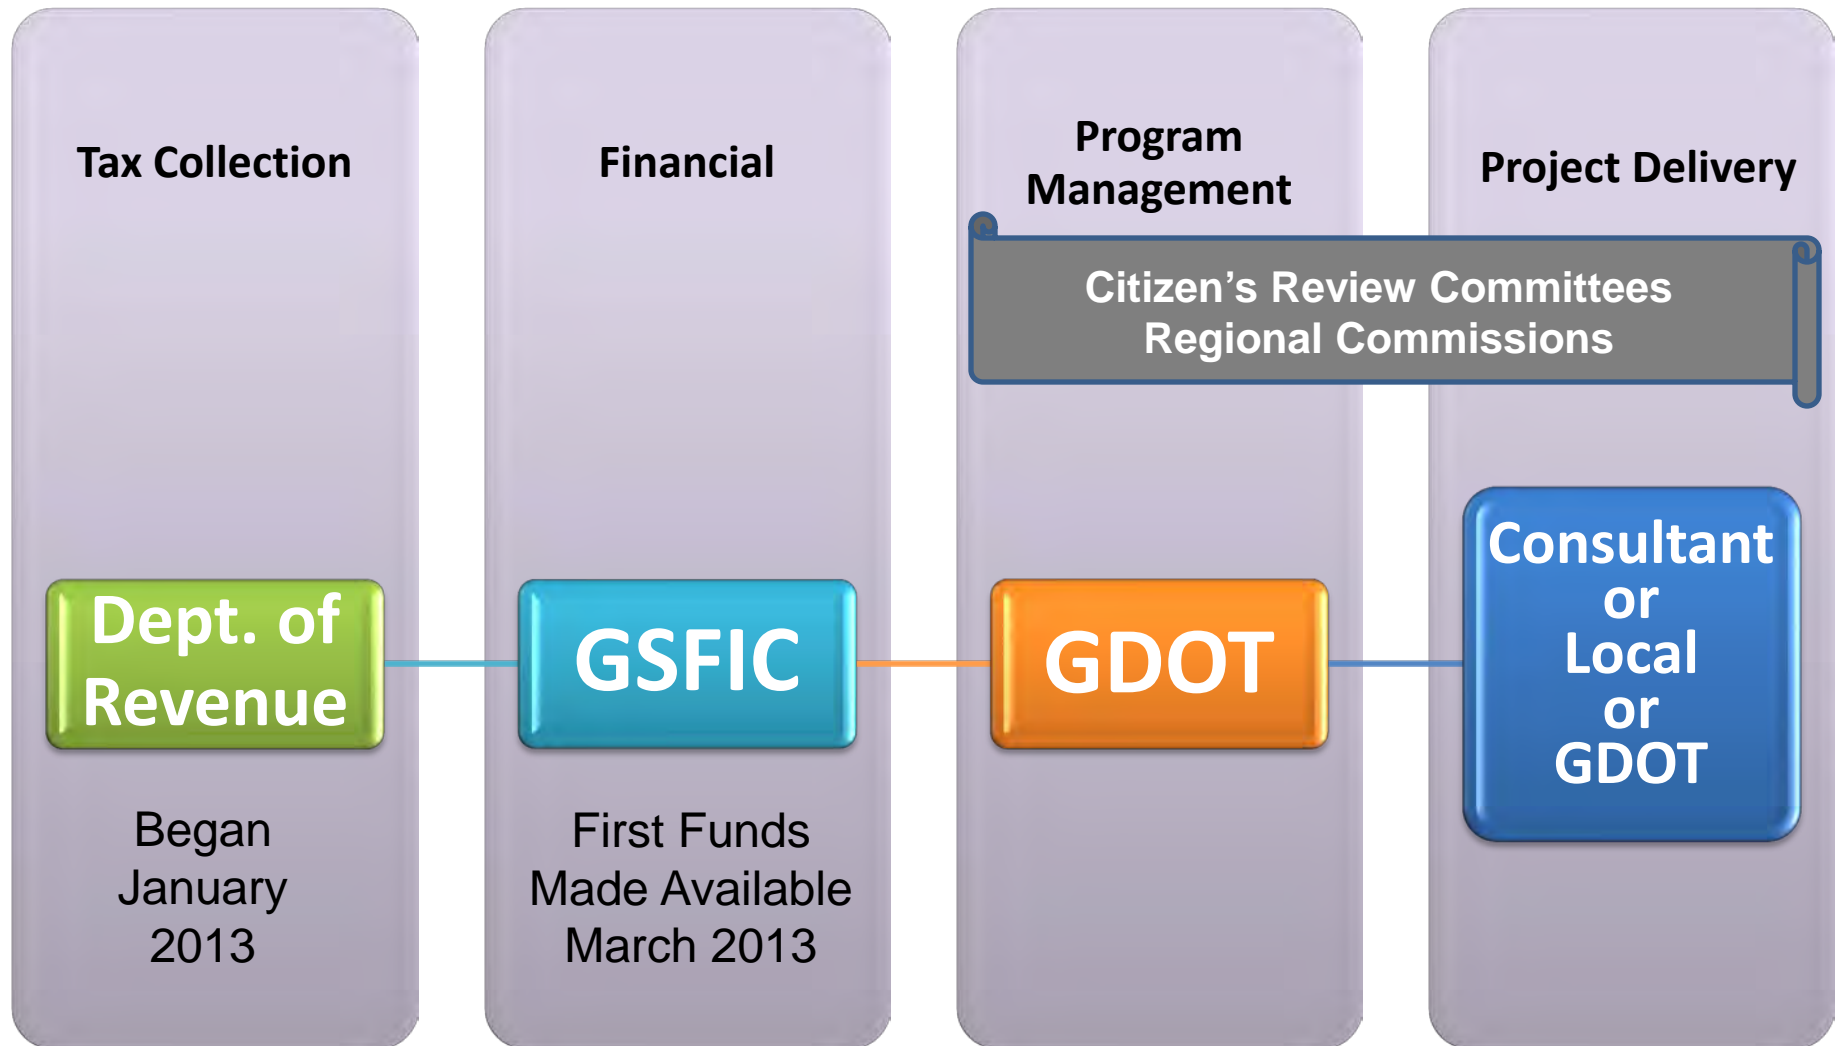 Tax Collection
Dept. of
Revenue
Began
January
2013
Financial
GSFIC
First Funds
Made Available
March 2013
Program
Management
Project Delivery
Citizen’s Review Committees
Regional Commissions
GDOT
Consultant
or
Local
or
GDOT